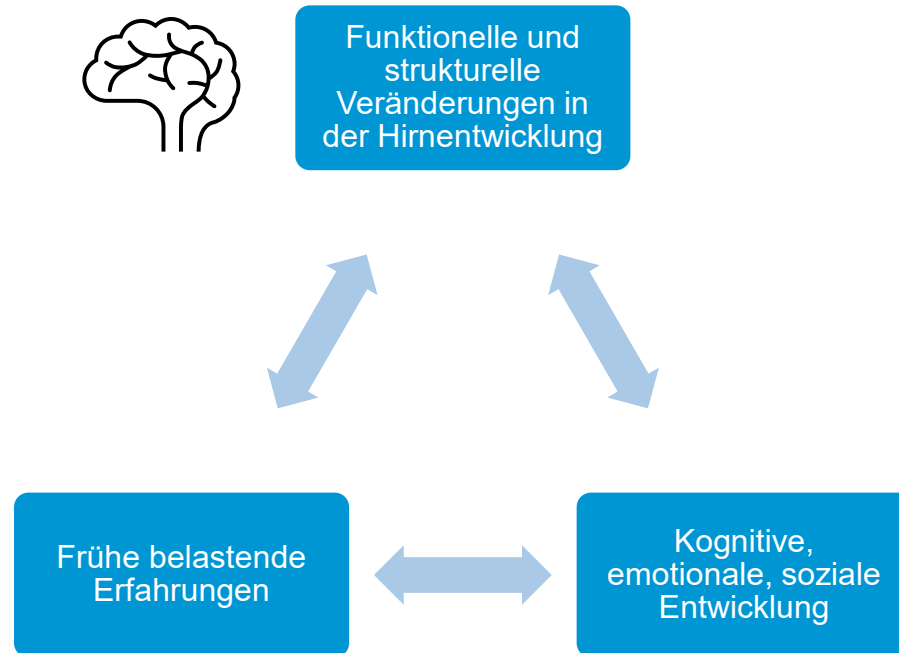 Funktionelle und
strukturelle
Veränderungen in
der Hirnentwicklung
Frühe belastende
Erfahrungen
Kognitive,
emotionale, soziale
Entwicklung